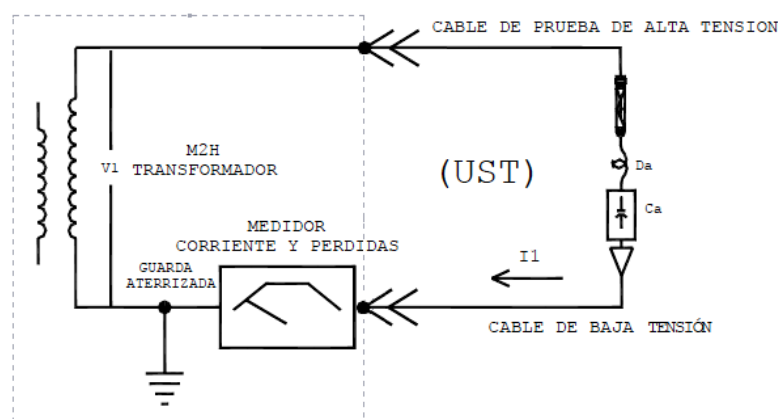 CABLE DE PRUEBA DE ALTA TENSION
M2H
V1 TRANSFORMADOR
(UST)
Da
Ca
MEDIDOR
CORRIENTE Y PERDIDAS
I1
GUARDA
ATERRIZADA
CABLE DE BAJA TENSIÓN